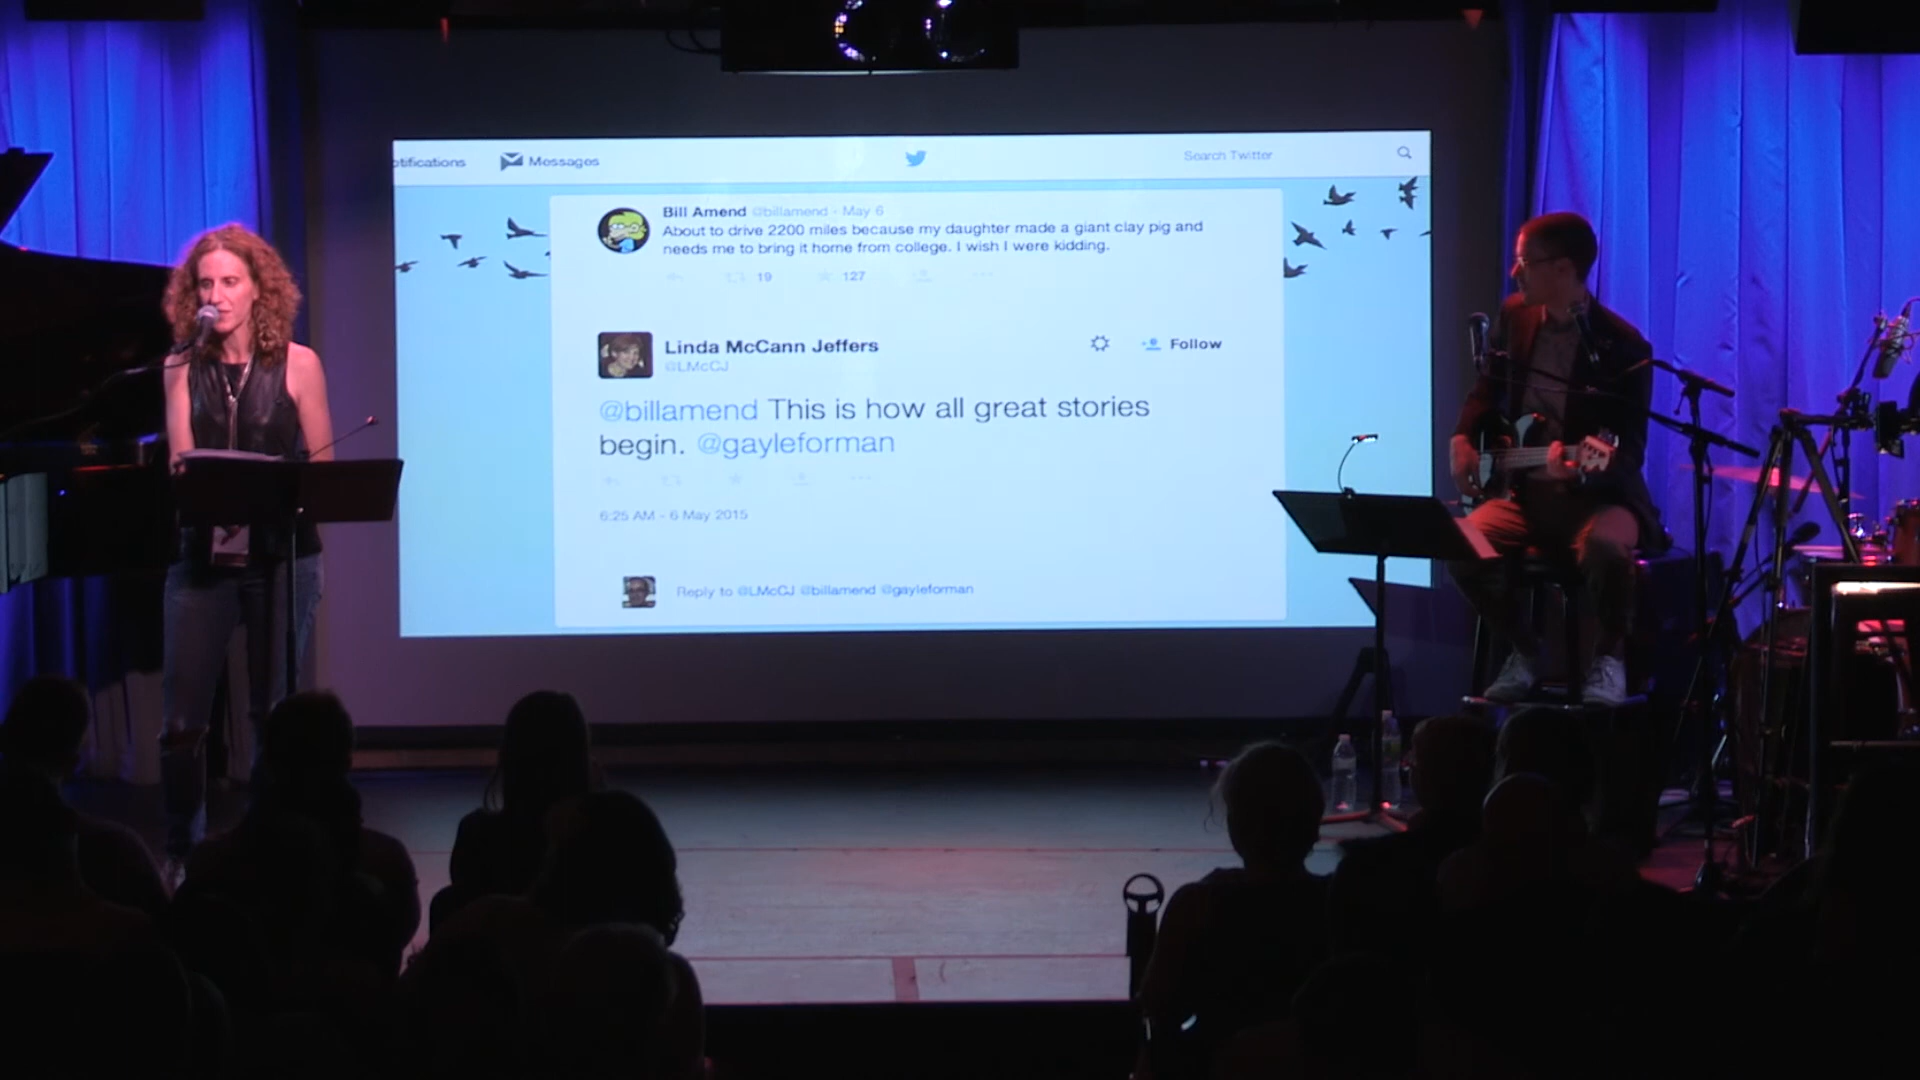 otifications Messages Search Twitter
Bill Amend @billamend - May 6
About to drive 2200 miles because my daughter made a giant clay pig and
needs me to bring it home from college. I wish I were kidding.
19 127
Linda McCann Jeffers
@LMcCJ
Follow
@billamend This is how all great stories
begin. @gayleforman
6:25 AM - 6 May 2015
Reply to @LMcCJ @billamend @gayleforman